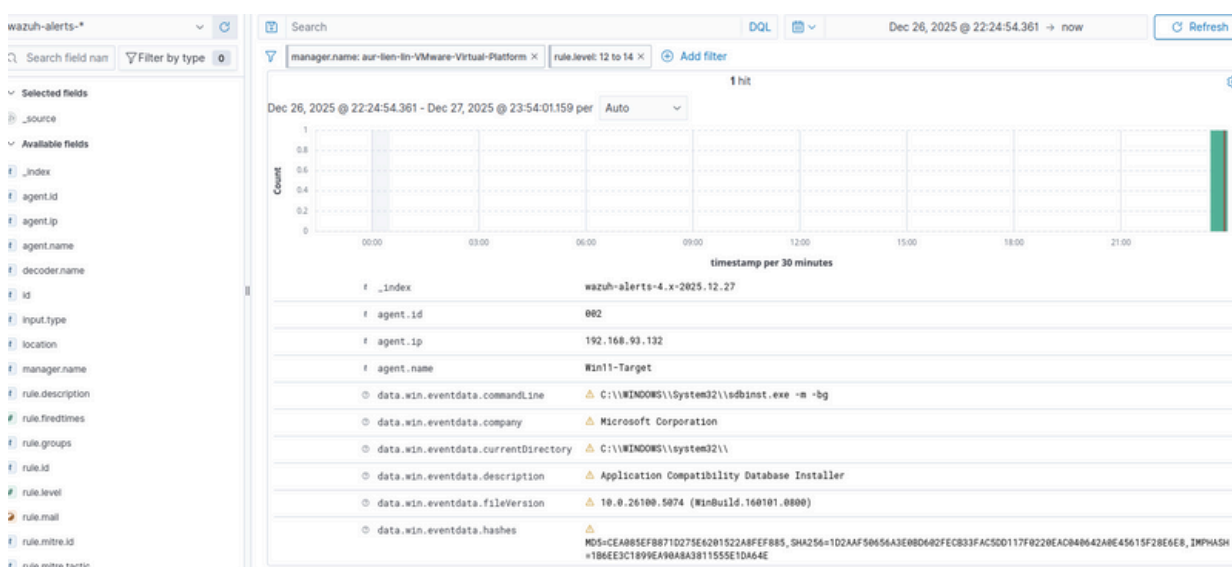 wazuh-alerts-*
Search
DQL
Dec 26, 2025 @ 22:24:54.361 → now
Refresh
Search field nam
Filter by type 0
manager.name: aur-lien-lin-VMware-Virtual-Platform ×
rule.level: 12 to 14 ×
Add filter
Selected fields
_source
Available fields
_index
agent.id
agent.ip
agent.name
decoder.name
id
input.type
location
manager.name
rule.description
rule.firedtimes
rule.groups
rule.id
rule.level
rule.mail
rule.mitre.id
rule.mitre.tactic
1 hit
Dec 26, 2025 @ 22:24:54.361 - Dec 27, 2025 @ 23:54:01.159 per Auto
Count
1
0.8
0.6
0.4
0.2
0
00:00 03:00 06:00 09:00 12:00 15:00 18:00 21:00
timestamp per 30 minutes
t _index wazuh-alerts-4.x-2025.12.27
t agent.id 002
t agent.ip 192.168.93.132
t agent.name Win11-Target
data.win.eventdata.commandLine C:\\WINDOWS\\System32\\sdbinst.exe -m -bg
data.win.eventdata.company Microsoft Corporation
data.win.eventdata.currentDirectory C:\\WINDOWS\\system32\\
data.win.eventdata.description Application Compatibility Database Installer
data.win.eventdata.fileVersion 10.0.26100.5074 (WinBuild.160101.0800)
data.win.eventdata.hashes
MD5=CEA085EFB871D275E6201522A8FEF885,SHA256=1D2AAF50656A3E0BD602FECB33FAC5DD117F0220EAC040642A0E45615F28E6E8,IMPHASH
=1B6EE3C1899EA90A8A3811555E1DA64E